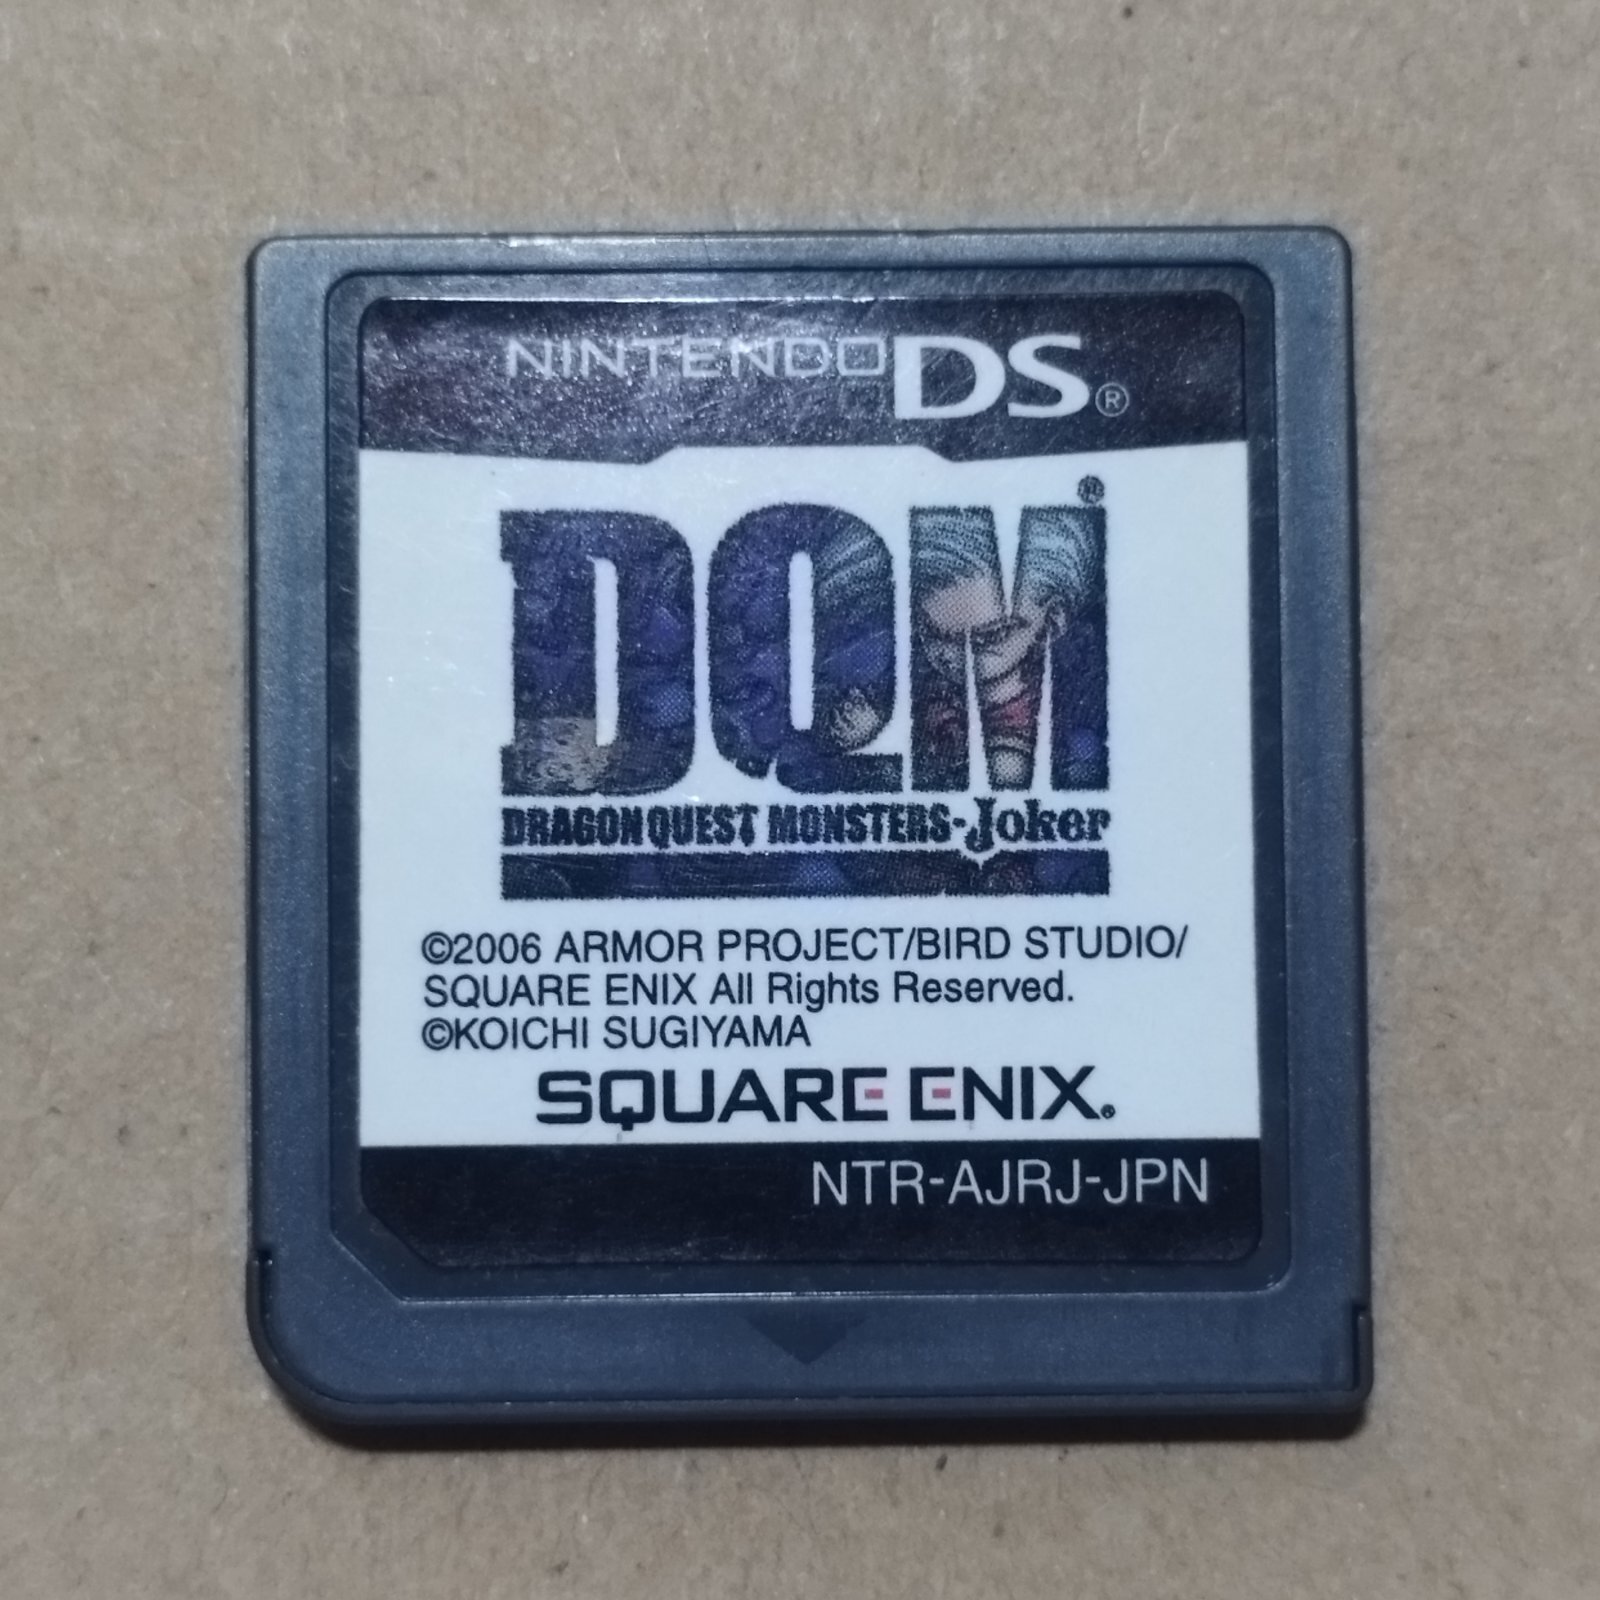 NINTENDO DS®
DQM®
DRAGON QUEST MONSTERS-Joker
©2006 ARMOR PROJECT/BIRD STUDIO/
SQUARE ENIX All Rights Reserved.
©KOICHI SUGIYAMA
SQUARE ENIX®
NTR-AJRJ-JPN